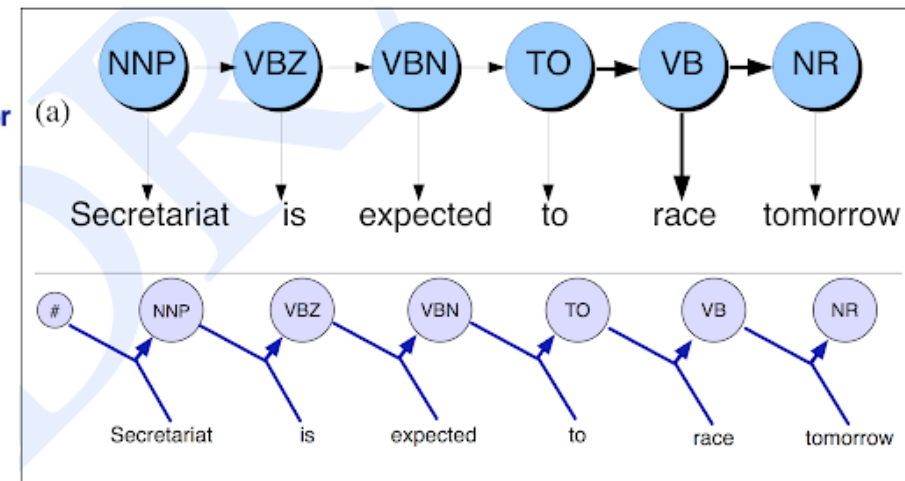 NNP VBZ VBN TO VB NR
(a)
Secretariat is expected to race tomorrow
# NNP VBZ VBN TO VB NR
Secretariat is expected to race tomorrow